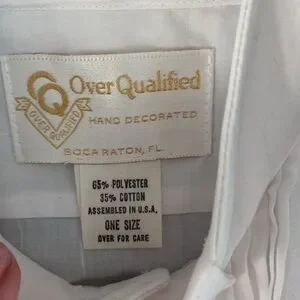 OQ
OVER QUALIFIED
Over Qualified
HAND DECORATED
BOCA RATON, FL.
65% POLYESTER
35% COTTON
ASSEMBLED IN U.S.A.
ONE SIZE
OVER FOR CARE